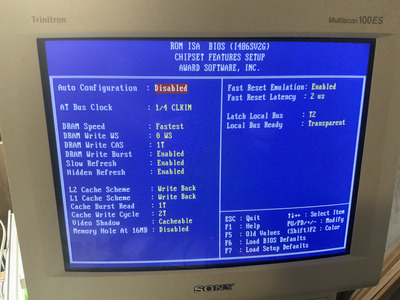 Trinitron
Multiscan 100ES
ROM ISA BIOS (I486SV2G)
CHIPSET FEATURES SETUP
AWARD SOFTWARE, INC.
Auto Configuration : Disabled
AT Bus Clock : 1/4 CLKIN
DRAM Speed : Fastest
DRAM Write WS : 0 WS
DRAM Write CAS : 1T
DRAM Write Burst : Enabled
Slow Refresh : Enabled
Hidden Refresh : Enabled
L2 Cache Scheme : Write Back
L1 Cache Scheme : Write Back
Cache Burst Read : 1T
Cache Write Cycle : 2T
Video Shadow : Cacheable
Memory Hole At 16MB : Disabled
Fast Reset Emulation: Enabled
Fast Reset Latency : 2 us
Latch Local Bus : T2
Local Bus Ready : Transparent
ESC : Quit ↑↓→← : Select Item
F1 : Help PU/PD/+/- : Modify
F5 : Old Values (Shift)F2 : Color
F6 : Load BIOS Defaults
F7 : Load Setup Defaults
SONY